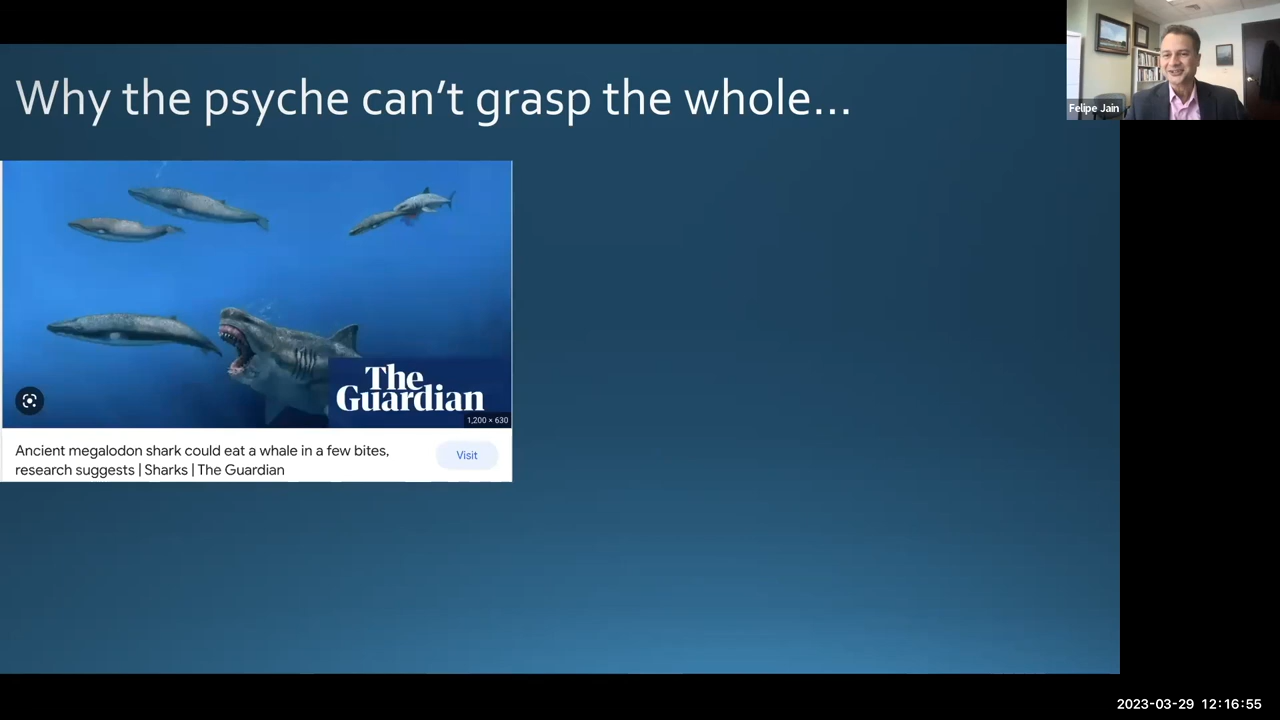 Why the psyche can't grasp the whole...
Felipe Jain
The
Guardian
1,200 × 630
Ancient megalodon shark could eat a whale in a few bites,
research suggests | Sharks | The Guardian
Visit
2023-03-29 12:16:55